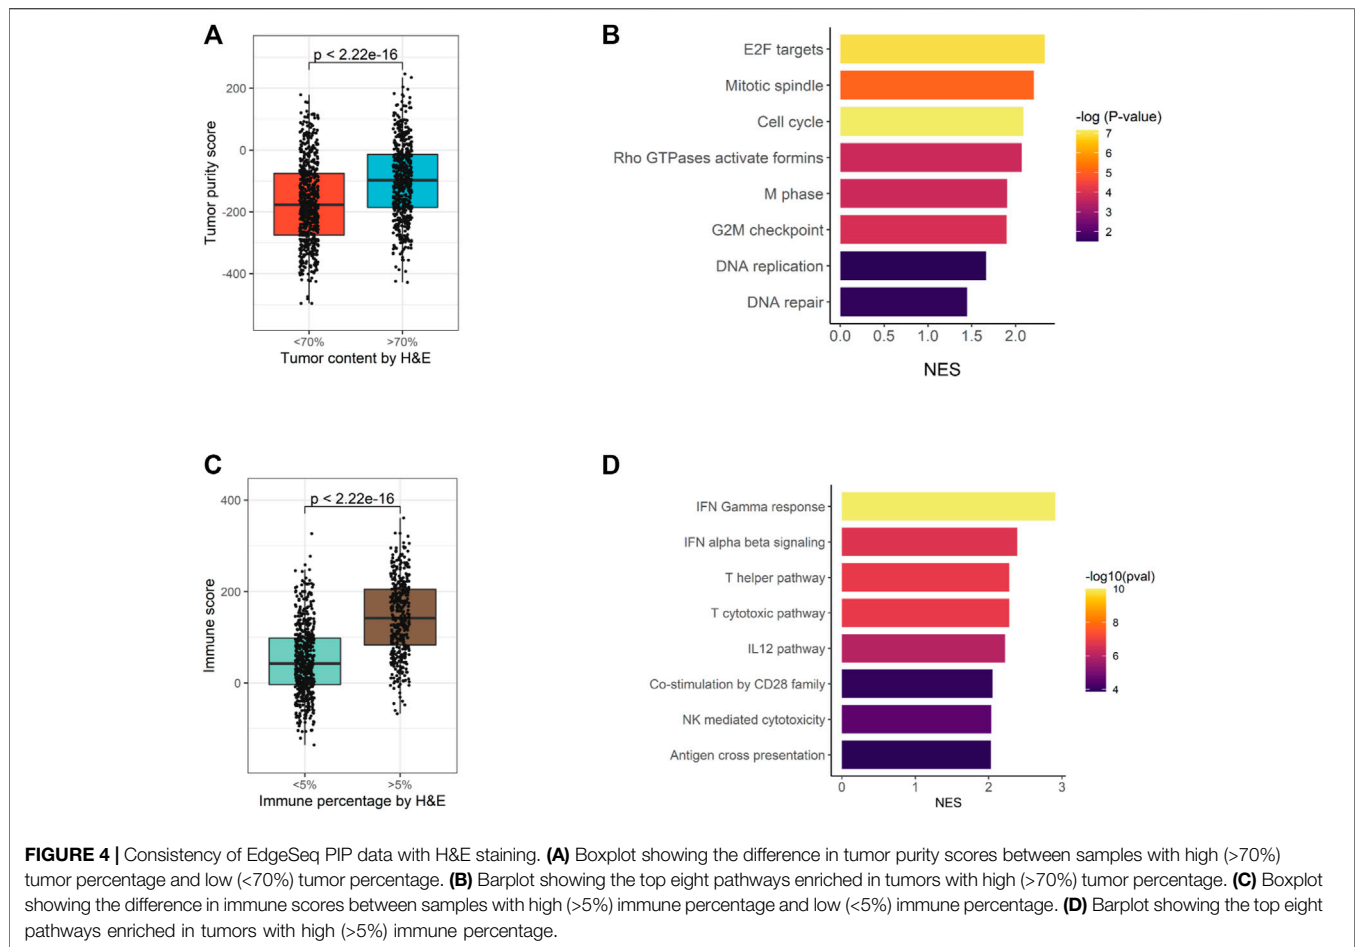 A
p < 2.22e-16
Tumor purity score
200
0
-200
-400
<70%
>70%
Tumor content by H&E
B
E2F targets
Mitotic spindle
Cell cycle
Rho GTPases activate formins
M phase
G2M checkpoint
DNA replication
DNA repair
0.0 0.5 1.0 1.5 2.0
NES
-log (P-value)
7
6
5
4
3
2
C
p < 2.22e-16
Immune score
400
200
0
<5%
>5%
Immune percentage by H&E
D
IFN Gamma response
IFN alpha beta signaling
T helper pathway
T cytotoxic pathway
IL12 pathway
Co-stimulation by CD28 family
NK mediated cytotoxicity
Antigen cross presentation
0 1 2 3
NES
-log10(pval)
10
8
6
4
FIGURE 4 | Consistency of EdgeSeq PIP data with H&E staining. (A) Boxplot showing the difference in tumor purity scores between samples with high (>70%)
tumor percentage and low (<70%) tumor percentage. (B) Barplot showing the top eight pathways enriched in tumors with high (>70%) tumor percentage. (C) Boxplot
showing the difference in immune scores between samples with high (>5%) immune percentage and low (<5%) immune percentage. (D) Barplot showing the top eight
pathways enriched in tumors with high (>5%) immune percentage.